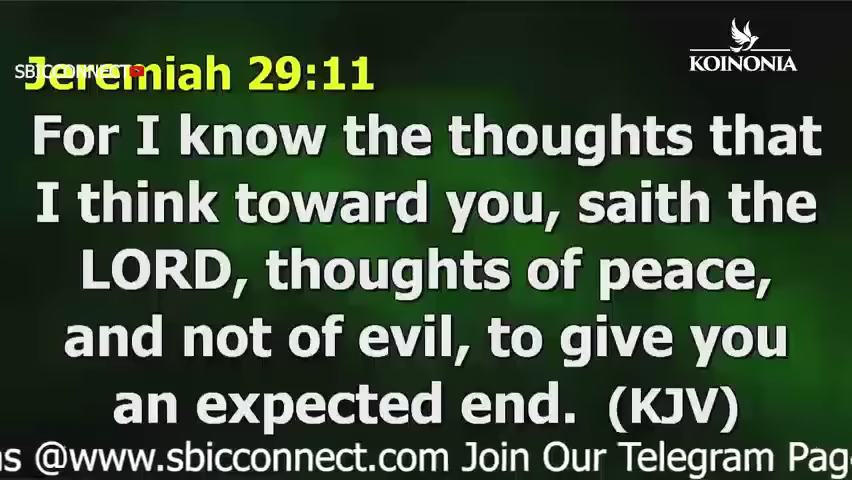 Jeremiah 29:11
SBICCONNECT
KOINONIA
For I know the thoughts that
I think toward you, saith the
LORD, thoughts of peace,
and not of evil, to give you
an expected end. (KJV)
@www.sbicconnect.com Join Our Telegram